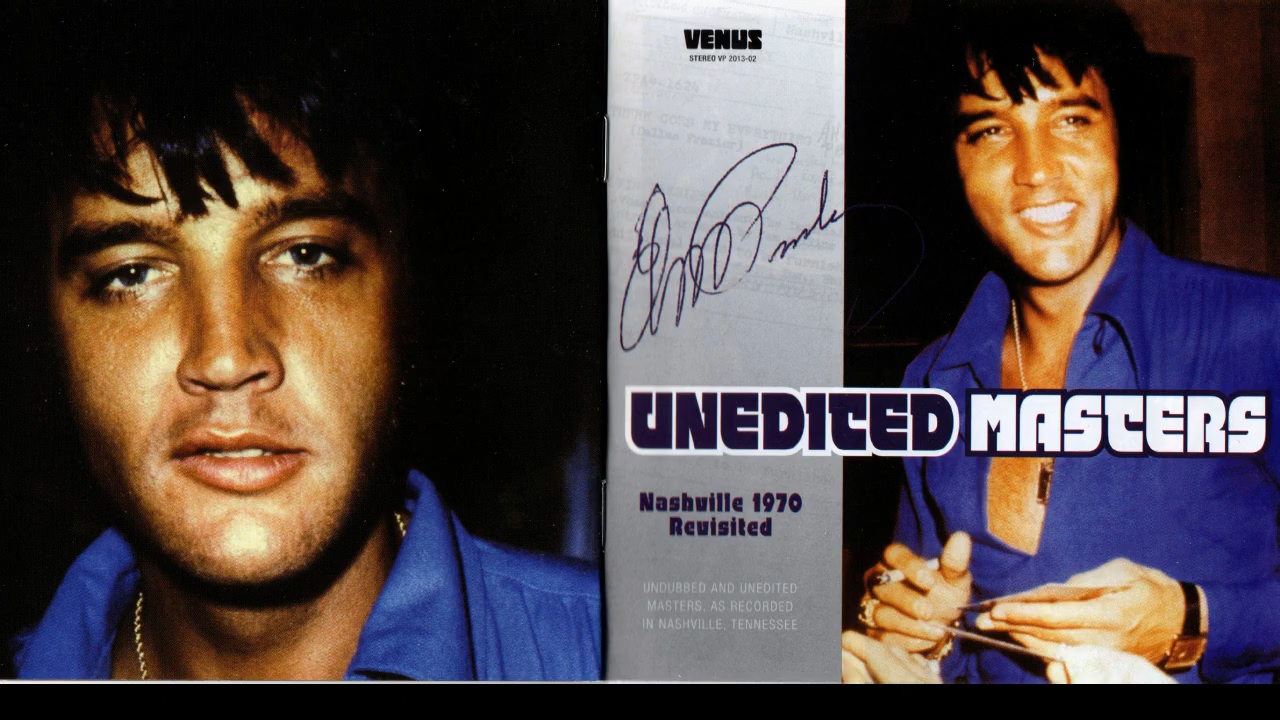 VENUS
STEREO VP 2013-02
UNEDITED MASTERS
Nashville 1970
Revisited
UNDUBBED AND UNEDITED
MASTERS, AS RECORDED
IN NASHVILLE, TENNESSEE